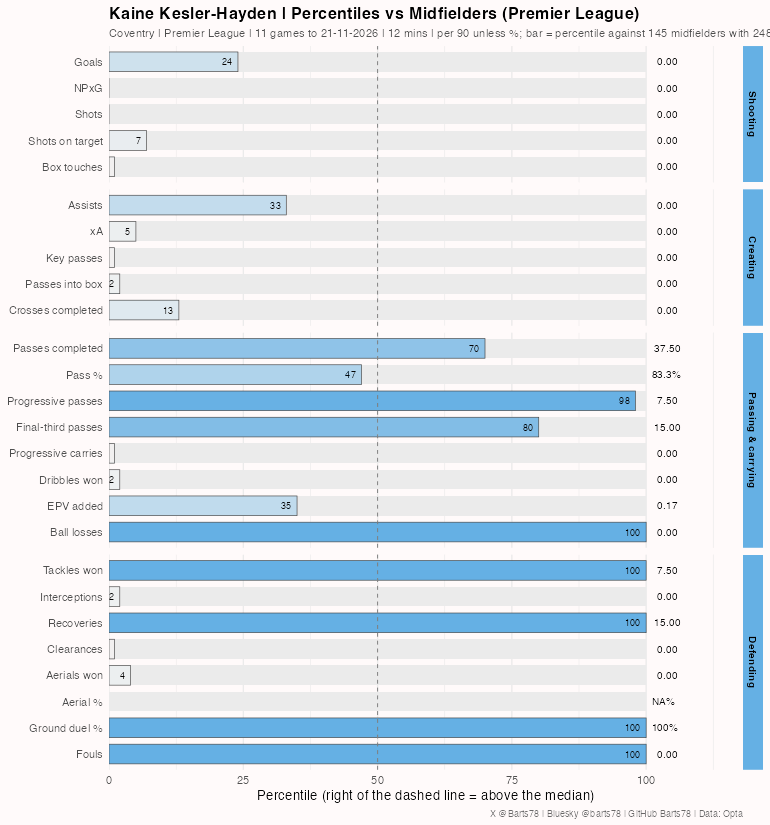 Kaine Kesler-Hayden | Percentiles vs Midfielders (Premier League)
Coventry | Premier League | 11 games to 21-11-2026 | 12 mins | per 90 unless %; bar = percentile against 145 midfielders with 248
Goals 24 0.00
NPxG 0.00
Shots 0.00
Shots on target 7 0.00
Box touches 0.00
Shooting
Assists 33 0.00
xA 5 0.00
Key passes 0.00
Passes into box 2 0.00
Crosses completed 13 0.00
Creating
Passes completed 70 37.50
Pass % 47 83.3%
Progressive passes 98 7.50
Final-third passes 80 15.00
Progressive carries 0.00
Dribbles won 2 0.00
EPV added 35 0.17
Ball losses 100 0.00
Passing & carrying
Tackles won 100 7.50
Interceptions 2 0.00
Recoveries 100 15.00
Clearances 0.00
Aerials won 4 0.00
Aerial % NA%
Ground duel % 100 100%
Fouls 100 0.00
Defending
0 25 50 75 100
Percentile (right of the dashed line = above the median)
X @Barts78 | Bluesky @barts78 | GitHub Barts78 | Data: Opta